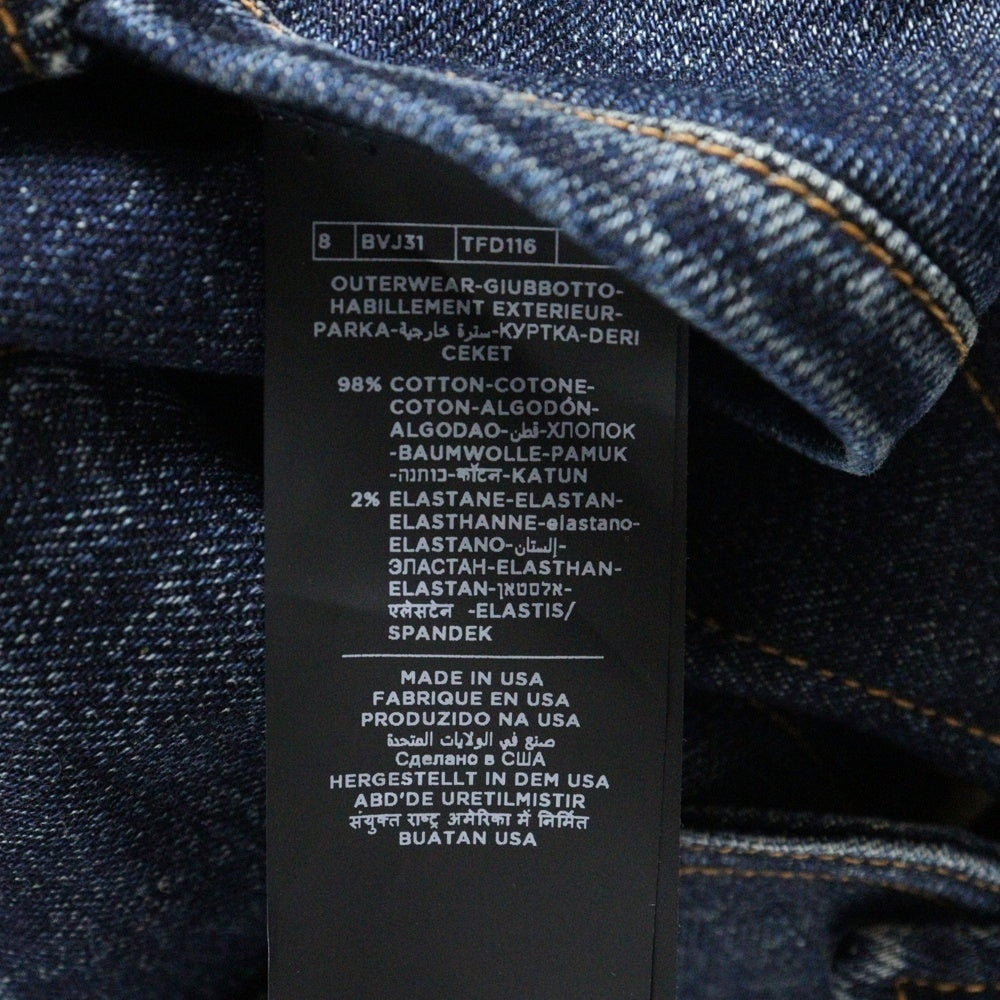 8 BVJ31 TFD116
OUTERWEAR-GIUBBOTTO-
HABILLEMENT EXTERIEUR-
PARKA-سترة خارجية-КУРТКА-DERI
CEKET
98% COTTON-COTONE-
COTON-ALGODÓN-
ALGODAO-قطن-ХЛОПОК
-BAUMWOLLE-PAMUK
-כותנה-कॉटन-KATUN
2% ELASTANE-ELASTAN-
ELASTHANNE-elastano-
ELASTANO-إلستان-
ЭЛАСТАН-ELASTHAN-
ELASTAN-אלסטאן-
एलेसटेन -ELASTIS/
SPANDEK
MADE IN USA
FABRIQUE EN USA
PRODUZIDO NA USA
صنع في الولايات المتحدة
Сделано в США
HERGESTELLT IN DEM USA
ABD'DE URETILMISTIR
संयुक्त राष्ट्र अमेरिका में निर्मित
BUATAN USA